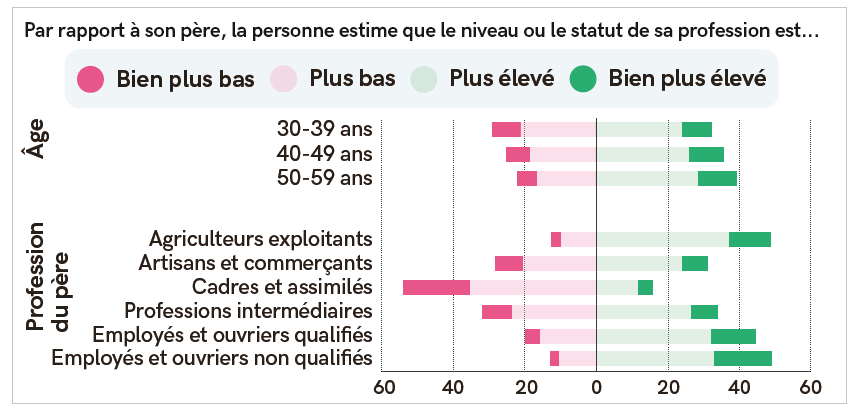 Par rapport à son père, la personne estime que le niveau ou le statut de sa profession est...
Bien plus bas Plus bas Plus élevé Bien plus élevé
Âge
30-39 ans
40-49 ans
50-59 ans
Profession
du père
Agriculteurs exploitants
Artisans et commerçants
Cadres et assimilés
Professions intermédiaires
Employés et ouvriers qualifiés
Employés et ouvriers non qualifiés
60 40 20 0 20 40 60